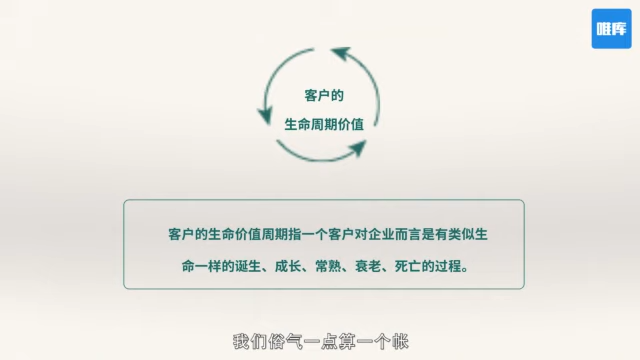 唯库
客户的
生命周期价值
客户的生命价值周期指一个客户对企业而言是有类似生
命一样的诞生、成长、常熟、衰老、死亡的过程。
我们俗气一点算一个帐